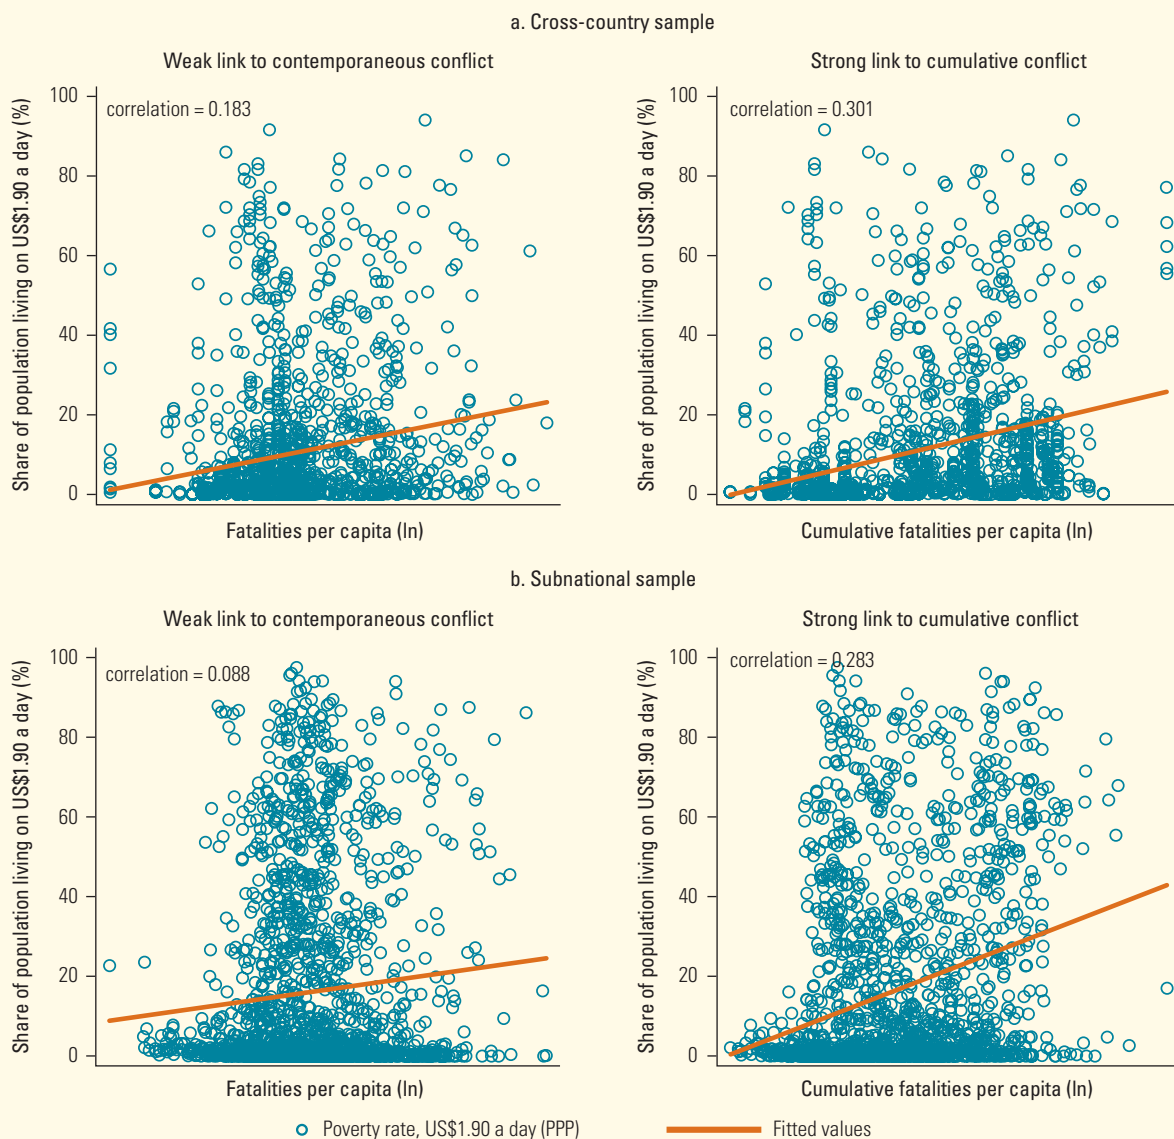 a. Cross-country sample
Weak link to contemporaneous conflict
Share of population living on US$1.90 a day (%)
100
80
60
40
20
0
correlation = 0.183
Fatalities per capita (ln)
Strong link to cumulative conflict
Share of population living on US$1.90 a day (%)
100
80
60
40
20
0
correlation = 0.301
Cumulative fatalities per capita (ln)
b. Subnational sample
Weak link to contemporaneous conflict
Share of population living on US$1.90 a day (%)
100
80
60
40
20
0
correlation = 0.088
Fatalities per capita (ln)
Strong link to cumulative conflict
Share of population living on US$1.90 a day (%)
100
80
60
40
20
0
correlation = 0.283
Cumulative fatalities per capita (ln)
Poverty rate, US$1.90 a day (PPP)
Fitted values